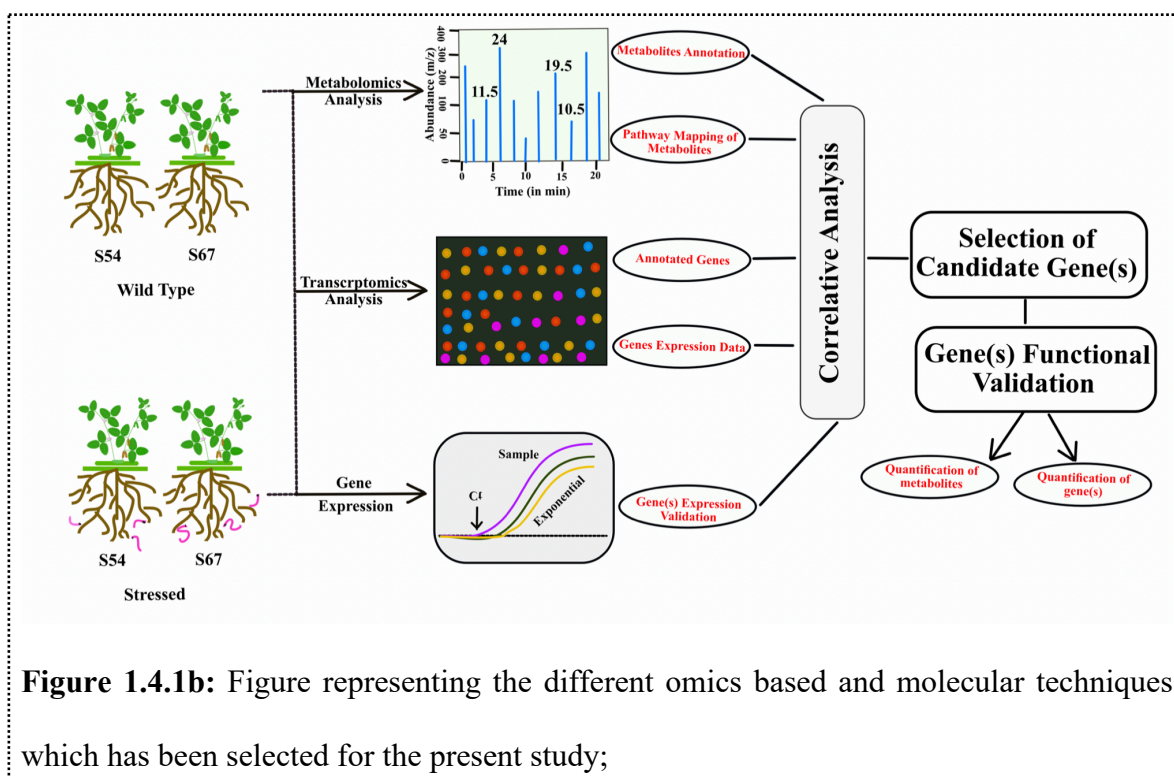 400
300
200
100
50
0
Abundance (m/z)
24
11.5
19.5
10.5
0
5
10
15
20
Time (in min)
Metabolomics
Analysis
Metabolites Annotation
Pathway Mapping of
Metabolites
S54
S67
Wild Type
Transcrptomics
Analysis
Annotated Genes
Genes Expression Data
Correlative Analysis
Selection of
Candidate Gene(s)
Gene(s) Functional
Validation
Quantification of
metabolites
Quantification of
gene(s)
S54
S67
Stressed
Gene
Expression
Sample
Ct
Exponential
Gene(s) Expression
Validation
Figure 1.4.1b: Figure representing the different omics based and molecular techniques
which has been selected for the present study;